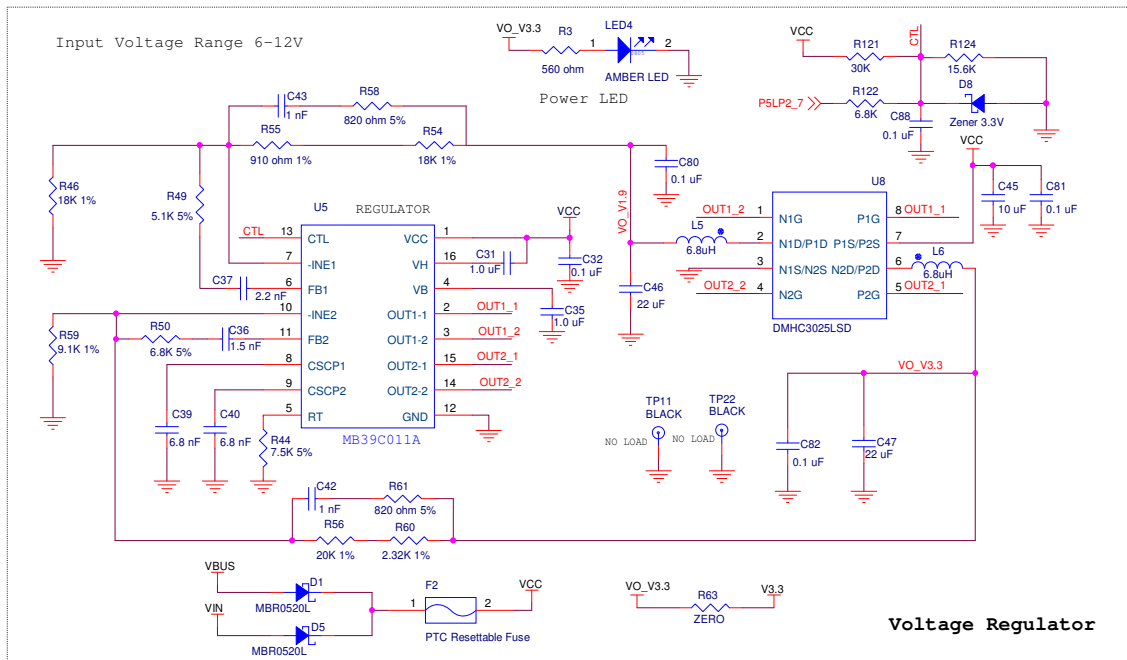 Input Voltage Range 6-12V
VO_V3.3
R3
560 ohm
1
LED4
2
AMBER LED
Power LED
VCC
R121
30K
CTL
R124
15.6K
P5LP2_7
R122
6.8K
D8
Zener 3.3V
C88
0.1 uF
C43
1 nF
R58
820 ohm 5%
R55
910 ohm 1%
R54
18K 1%
R46
18K 1%
R49
5.1K 5%
C80
0.1 uF
VO_V1.9
VCC
C45
10 uF
C81
0.1 uF
U5
REGULATOR
CTL
13 CTL VCC 1
7 -INE1 VH 16
6 FB1 VB 4
10 -INE2 OUT1-1 2
11 FB2 OUT1-2 3
8 CSCP1 OUT2-1 15
9 CSCP2 OUT2-2 14
5 RT GND 12
MB39C011A
VCC
C31
1.0 uF
C32
0.1 uF
C35
1.0 uF
OUT1_1
OUT1_2
OUT2_1
OUT2_2
C37
2.2 nF
R59
9.1K 1%
R50
6.8K 5%
C36
1.5 nF
C39
6.8 nF
C40
6.8 nF
R44
7.5K 5%
L5
6.8uH
C46
22 uF
U8
OUT1_2 1 N1G P1G 8 OUT1_1
2 N1D/P1D P1S/P2S 7
3 N1S/N2S N2D/P2D 6
OUT2_2 4 N2G P2G 5 OUT2_1
DMHC3025LSD
L6
6.8uH
VO_V3.3
TP11
BLACK
NO LOAD
TP22
BLACK
NO LOAD
C82
0.1 uF
C47
22 uF
C42
1 nF
R61
820 ohm 5%
R56
20K 1%
R60
2.32K 1%
VBUS
D1
MBR0520L
VIN
D5
MBR0520L
F2
1
2
PTC Resettable Fuse
VCC
VO_V3.3
R63
ZERO
V3.3
Voltage Regulator